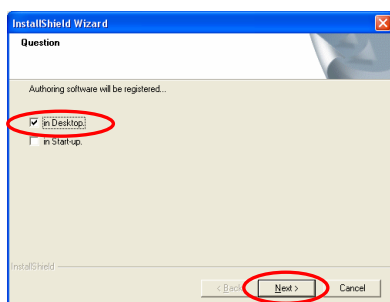 InstallShield Wizard
Question
Authoring software will be registered...
in Desktop.
in Start-up.
InstallShield
< Back Next > Cancel